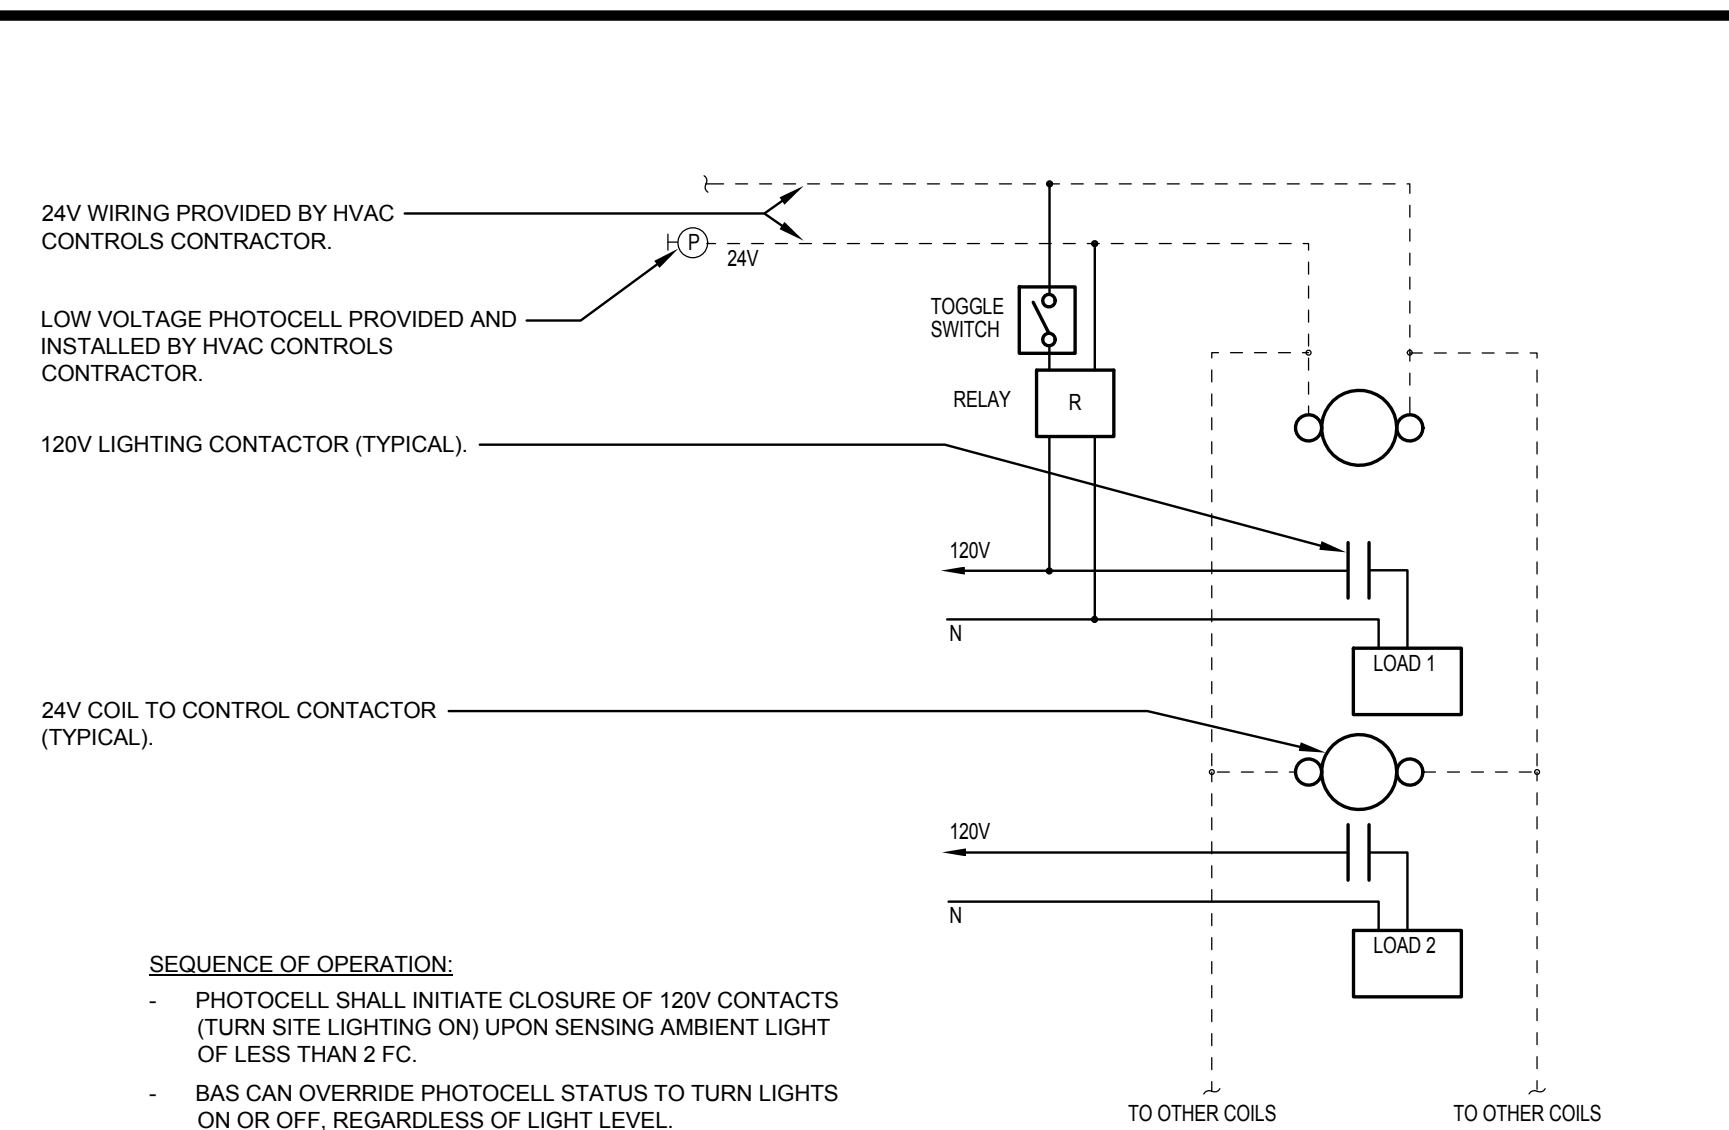 24V WIRING PROVIDED BY HVAC
CONTROLS CONTRACTOR.
P
24V
LOW VOLTAGE PHOTOCELL PROVIDED AND
INSTALLED BY HVAC CONTROLS
CONTRACTOR.
TOGGLE
SWITCH
RELAY
R
120V LIGHTING CONTACTOR (TYPICAL).
120V
N
LOAD 1
24V COIL TO CONTROL CONTACTOR
(TYPICAL).
120V
N
LOAD 2
SEQUENCE OF OPERATION:
- PHOTOCELL SHALL INITIATE CLOSURE OF 120V CONTACTS
(TURN SITE LIGHTING ON) UPON SENSING AMBIENT LIGHT
OF LESS THAN 2 FC.
- BAS CAN OVERRIDE PHOTOCELL STATUS TO TURN LIGHTS
ON OR OFF, REGARDLESS OF LIGHT LEVEL.
TO OTHER COILS
TO OTHER COILS